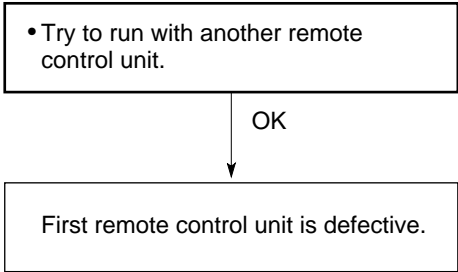 • Try to run with another remote
control unit.
OK
First remote control unit is defective.